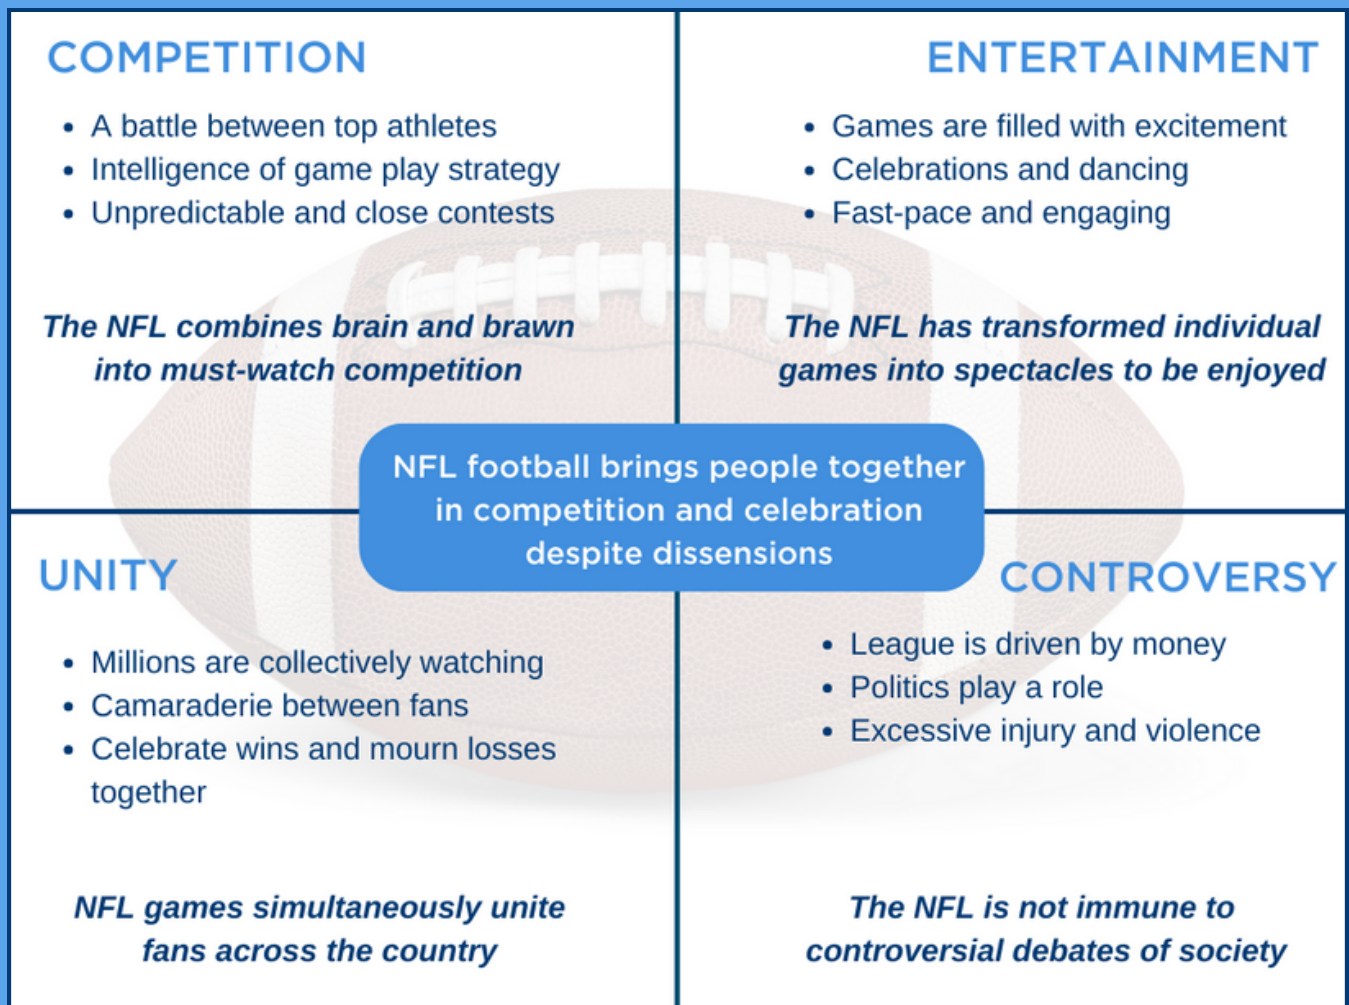 COMPETITION
• A battle between top athletes
• Intelligence of game play strategy
• Unpredictable and close contests
The NFL combines brain and brawn
into must-watch competition
ENTERTAINMENT
• Games are filled with excitement
• Celebrations and dancing
• Fast-pace and engaging
The NFL has transformed individual
games into spectacles to be enjoyed
NFL football brings people together
in competition and celebration
despite dissensions
UNITY
• Millions are collectively watching
• Camaraderie between fans
• Celebrate wins and mourn losses
together
NFL games simultaneously unite
fans across the country
CONTROVERSY
• League is driven by money
• Politics play a role
• Excessive injury and violence
The NFL is not immune to
controversial debates of society